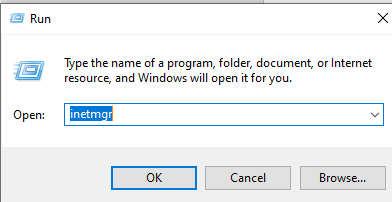 Run
Type the name of a program, folder, document, or Internet
resource, and Windows will open it for you.
Open: inetmgr
OK Cancel Browse...